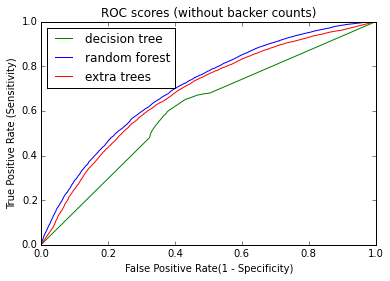 ROC scores (without backer counts)
decision tree
random forest
extra trees
True Positive Rate (Sensitivity)
1.0
0.8
0.6
0.4
0.2
0.0
0.0 0.2 0.4 0.6 0.8 1.0
False Positive Rate(1 - Specificity)